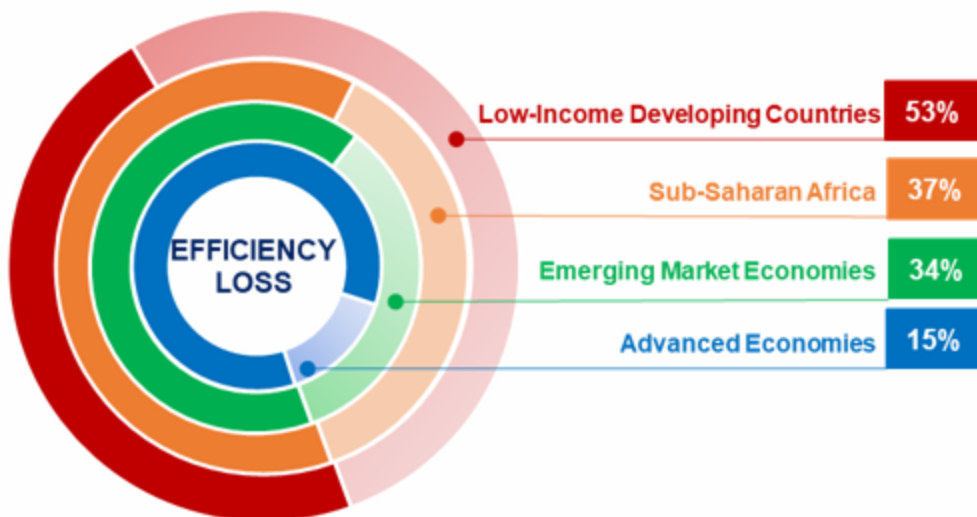 EFFICIENCY
LOSS
Low-Income Developing Countries 53%
Sub-Saharan Africa 37%
Emerging Market Economies 34%
Advanced Economies 15%